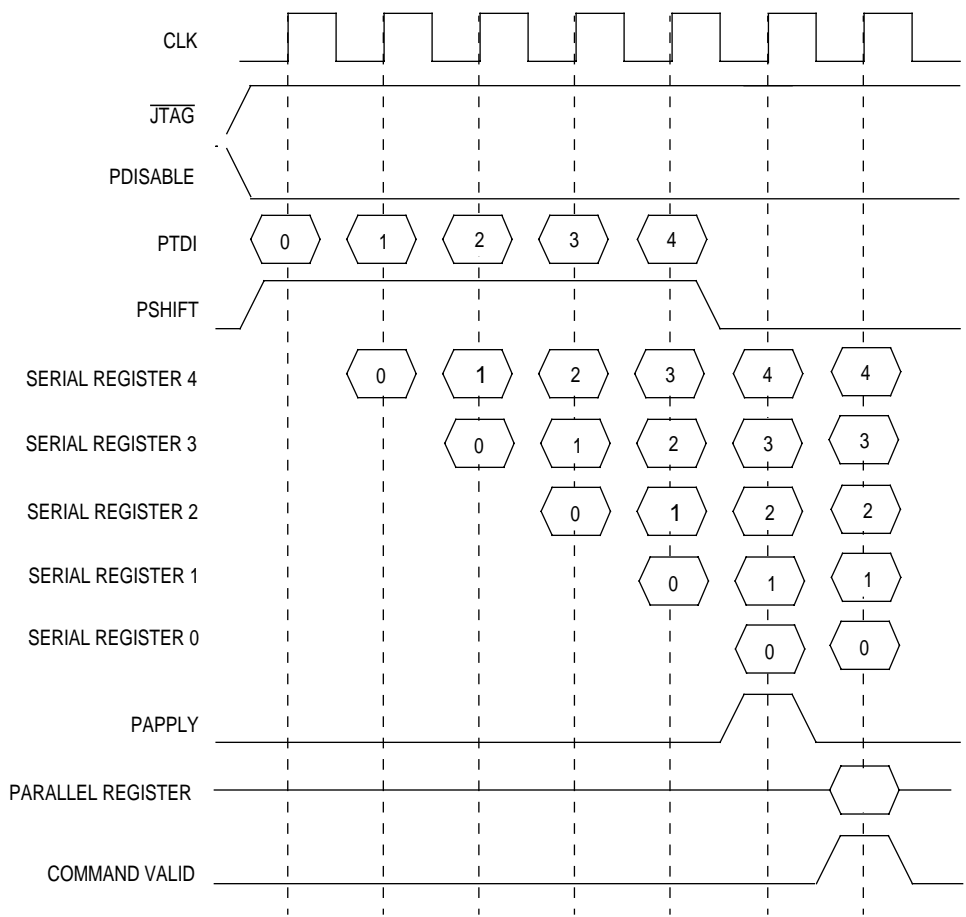 CLK
JTAG
PDISABLE
PTDI 0 1 2 3 4
PSHIFT
SERIAL REGISTER 4 0 1 2 3 4 4
SERIAL REGISTER 3 0 1 2 3 3
SERIAL REGISTER 2 0 1 2 2
SERIAL REGISTER 1 0 1 1
SERIAL REGISTER 0 0 0
PAPPLY
PARALLEL REGISTER
COMMAND VALID